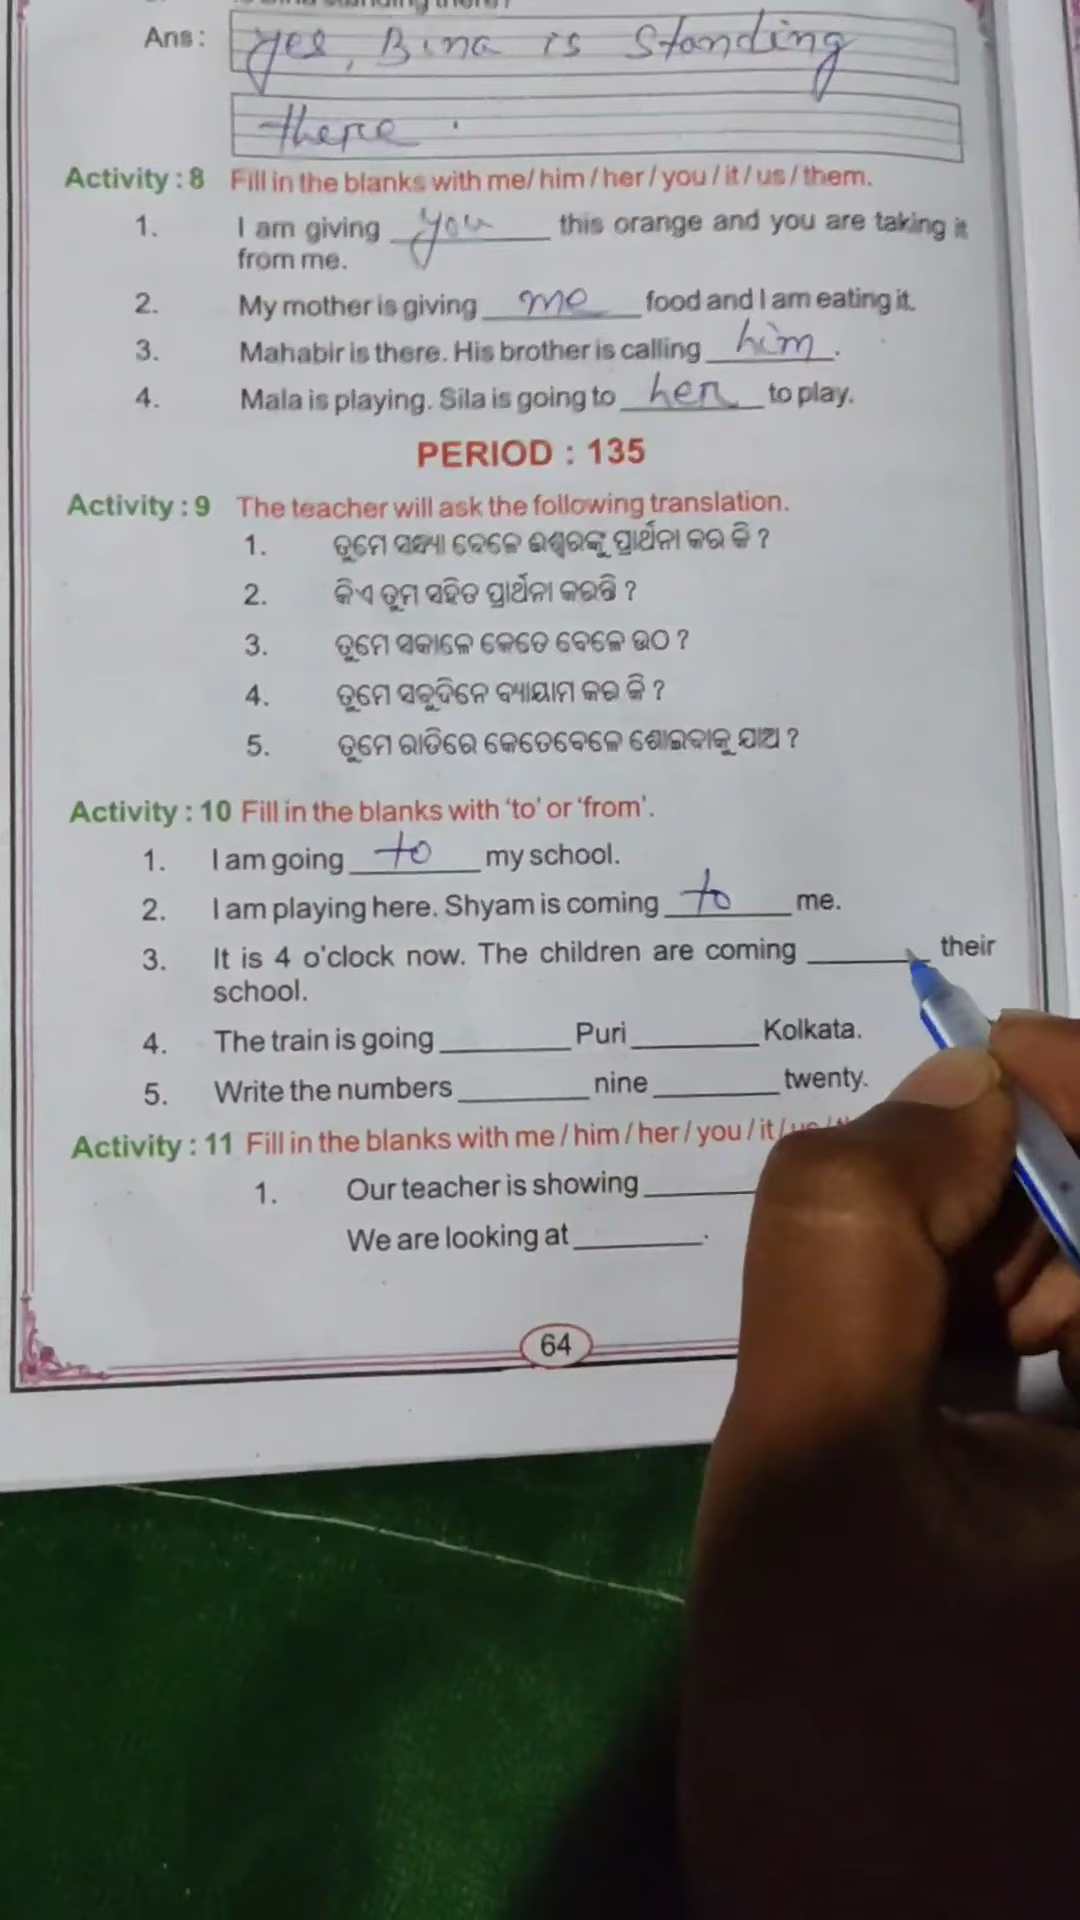 Ans :
yes, Bina is standing
there .
Activity : 8 Fill in the blanks with me/ him / her / you / it / us / them.
1. I am giving you this orange and you are taking it
from me.
2. My mother is giving me food and I am eating it.
3. Mahabir is there. His brother is calling him.
4. Mala is playing. Sila is going to her to play.
PERIOD : 135
Activity : 9 The teacher will ask the following translation.
1. ତୁମେ ସନ୍ଧ୍ୟା ବେଳେ ଈଶ୍ୱରଙ୍କୁ ପ୍ରାର୍ଥନା କର କି ?
2. କିଏ ତୁମ ସହିତ ପ୍ରାର୍ଥନା କରନ୍ତି ?
3. ତୁମେ ସକାଳେ କେତେ ବେଳେ ଉଠ ?
4. ତୁମେ ସବୁଦିନେ ବ୍ୟାୟାମ କର କି ?
5. ତୁମେ ରାତିରେ କେତେବେଳେ ଶୋଇବାକୁ ଯାଅ ?
Activity : 10 Fill in the blanks with ‘to’ or ‘from’.
1. I am going to my school.
2. I am playing here. Shyam is coming to me.
3. It is 4 o'clock now. The children are coming ______ their
school.
4. The train is going ______ Puri ______ Kolkata.
5. Write the numbers ______ nine ______ twenty.
Activity : 11 Fill in the blanks with me / him / her / you / it /
1. Our teacher is showing ______
We are looking at ______.
64